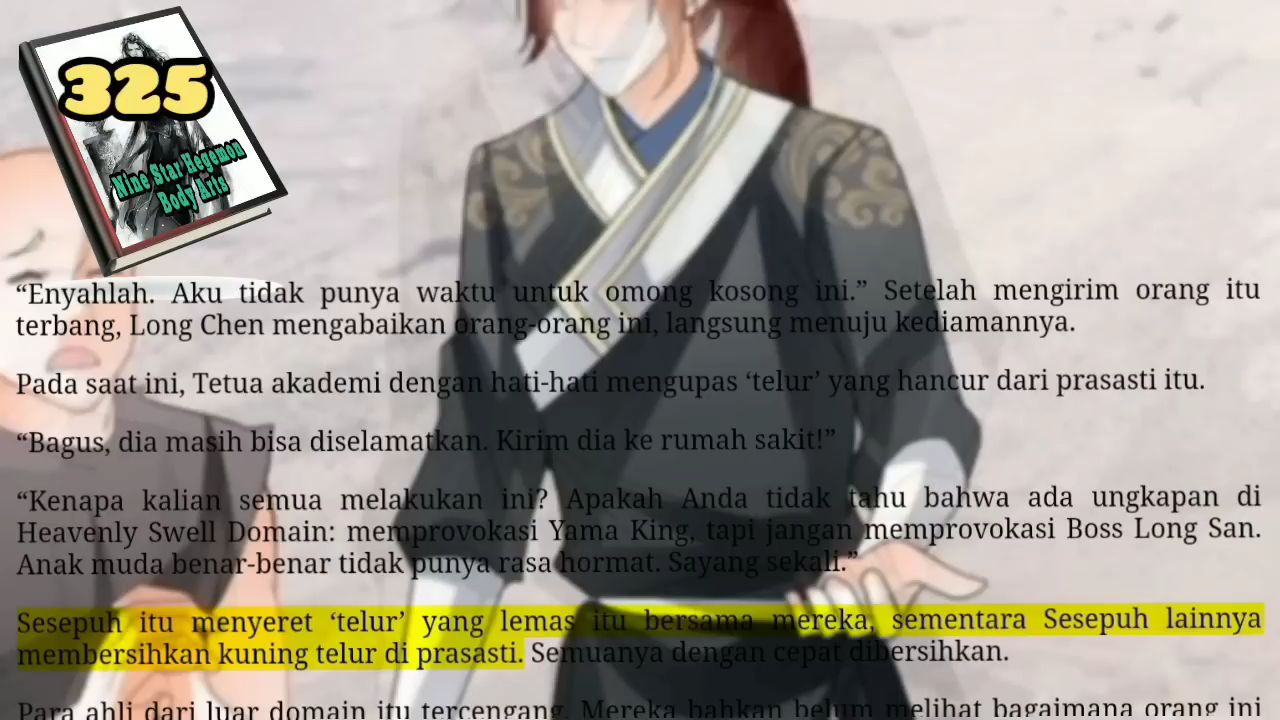 325
Nine Star Hegemon
Body Arts
“Enyahlah. Aku tidak punya waktu untuk omong kosong ini.” Setelah mengirim orang itu
terbang, Long Chen mengabaikan orang-orang ini, langsung menuju kediamannya.
Pada saat ini, Tetua akademi dengan hati-hati mengupas ‘telur’ yang hancur dari prasasti itu.
“Bagus, dia masih bisa diselamatkan. Kirim dia ke rumah sakit!”
“Kenapa kalian semua melakukan ini? Apakah Anda tidak tahu bahwa ada ungkapan di
Heavenly Swell Domain: memprovokasi Yama King, tapi jangan memprovokasi Boss Long San.
Anak muda benar-benar tidak punya rasa hormat. Sayang sekali.”
Sesepuh itu menyeret ‘telur’ yang lemas itu bersama mereka, sementara Sesepuh lainnya
membersihkan kuning telur di prasasti. Semuanya dengan cepat dibersihkan.
Para ahli dari luar domain itu tercengang. Mereka bahkan belum melihat bagaimana orang ini